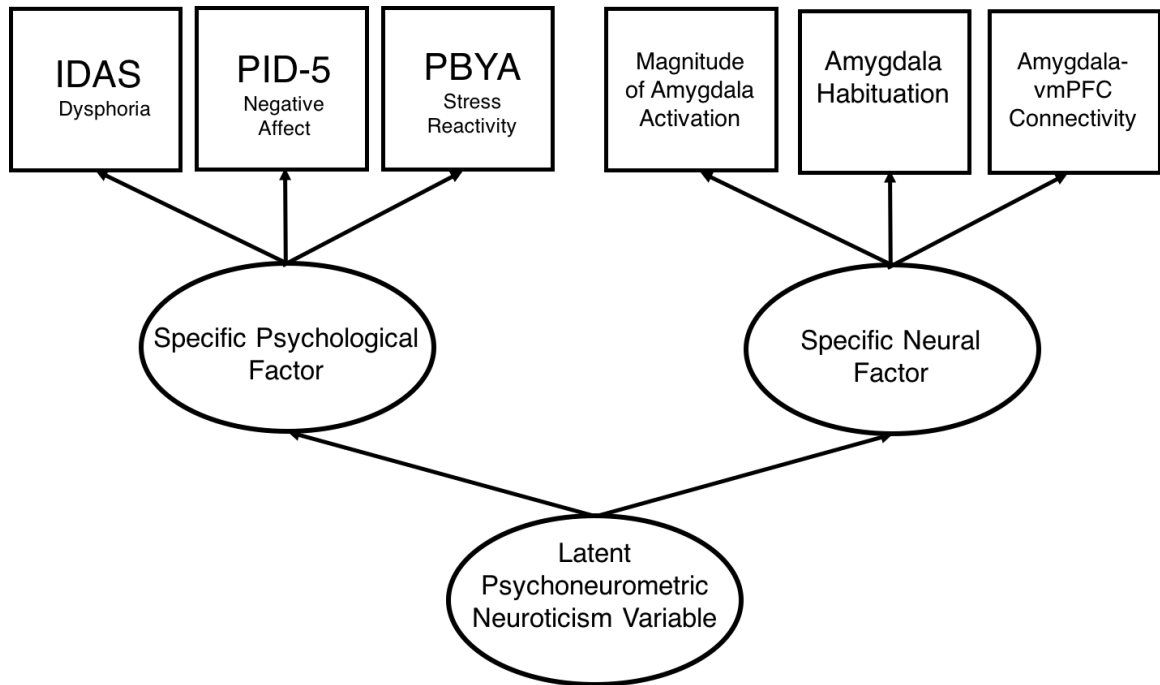 IDAS
Dysphoria
PID-5
Negative
Affect
PBYA
Stress
Reactivity
Magnitude
of Amygdala
Activation
Amygdala
Habituation
Amygdala-
vmPFC
Connectivity
Specific Psychological
Factor
Specific Neural
Factor
Latent
Psychoneurometric
Neuroticism Variable